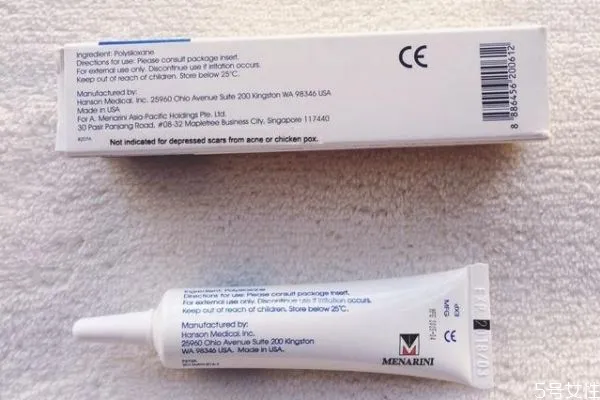 Ingredient: Polysiloxane
Directions for use: Please consult package insert.
For external use only. Discontinue use if irritation occurs.
Keep out of reach of children. Store below 25°C.
Manufactured by:
Hanson Medical, Inc. 25960 Ohio Avenue Suite 200 Kingston WA 98346 USA
Made in USA
For A. Menarini Asia-Pacific Holdings Pte. Ltd.
30 Pasir Panjang Road, #08-32 Mapletree Business City, Singapore 117440
Not indicated for depressed scars from acne or chicken pox.
CE
8 886456 200612
Ingredient: Polysiloxane
Directions for use: Please consult package insert.
For external use only. Discontinue use if irritation occurs.
Keep out of reach of children. Store below 25°C.
Manufactured by:
Hanson Medical, Inc.
25960 Ohio Avenue Suite 200 Kingston
WA 98346 USA. Made in USA.
MENARINI
CE
MFG
EXP
5号女性